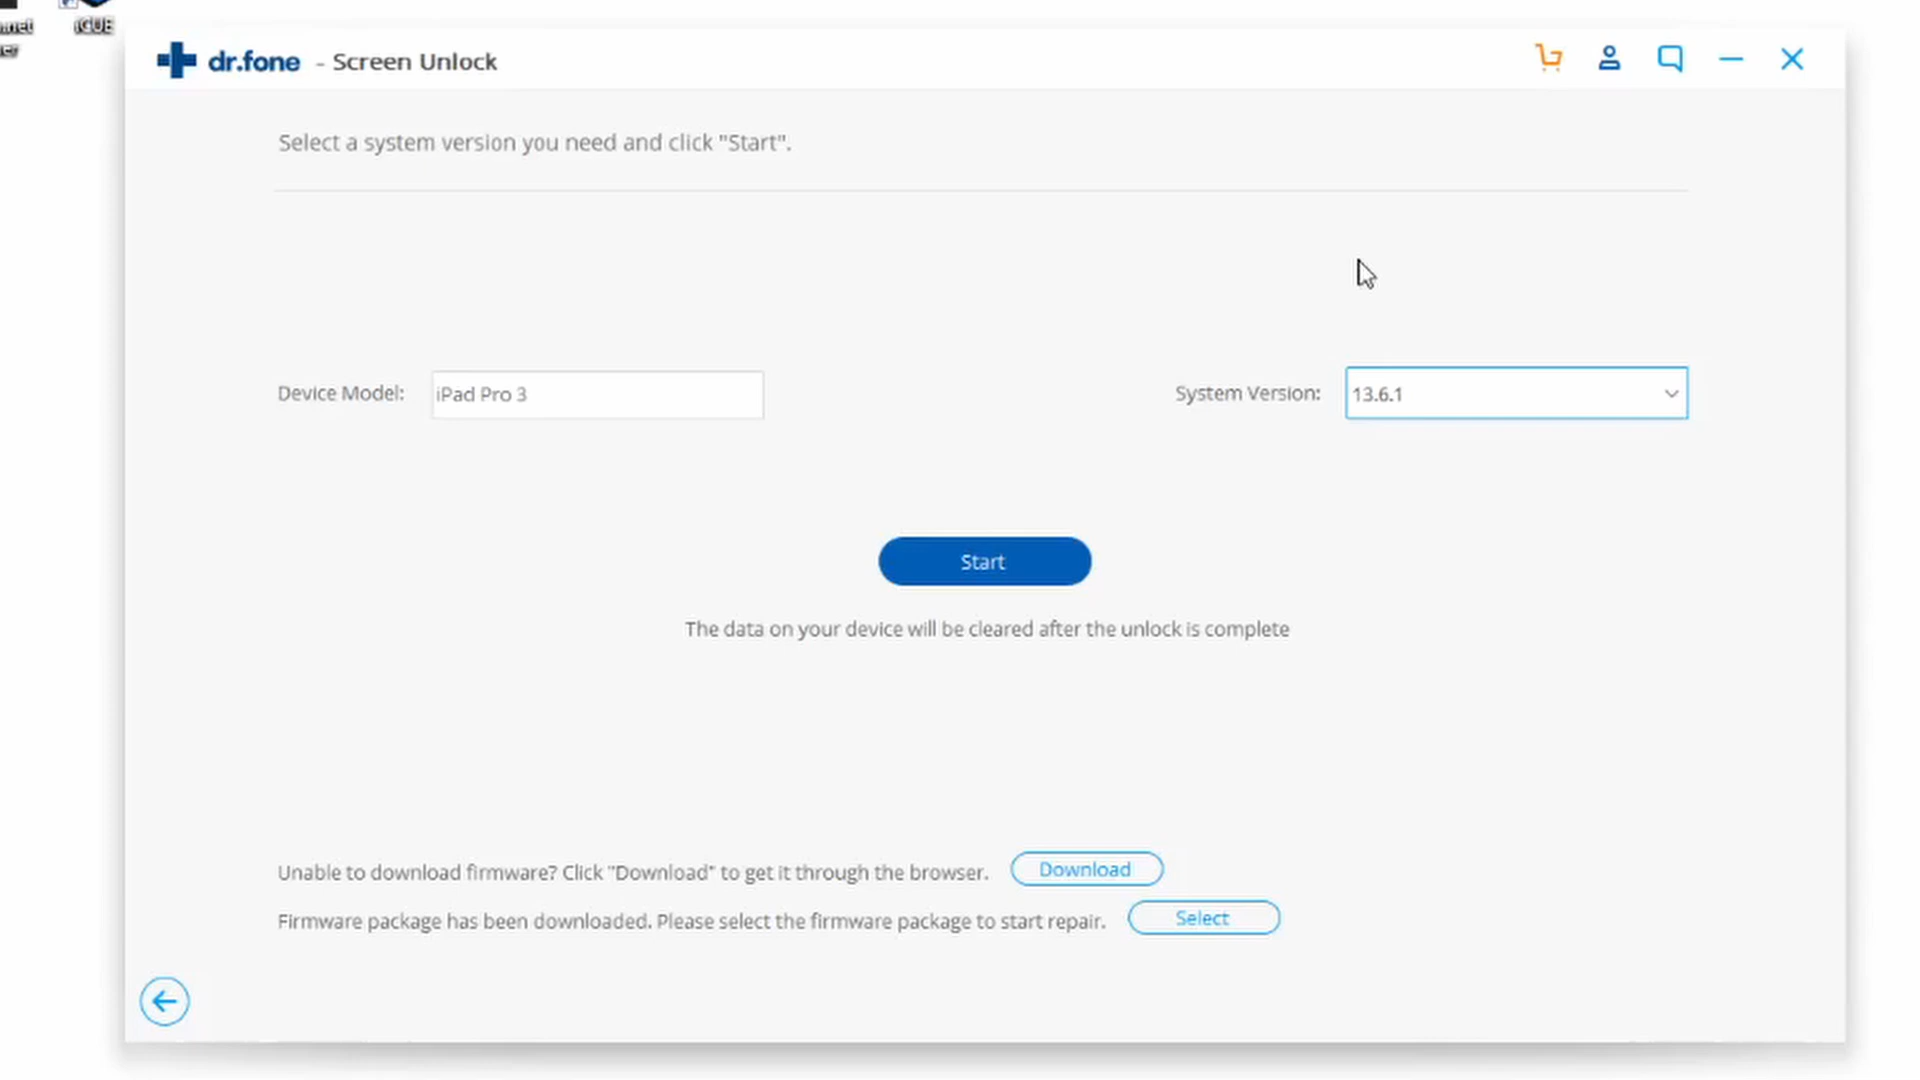 iCUE
dr.fone - Screen Unlock
Select a system version you need and click "Start".
Device Model: iPad Pro 3 System Version: 13.6.1
Start
The data on your device will be cleared after the unlock is complete
Unable to download firmware? Click "Download" to get it through the browser. Download
Firmware package has been downloaded. Please select the firmware package to start repair. Select